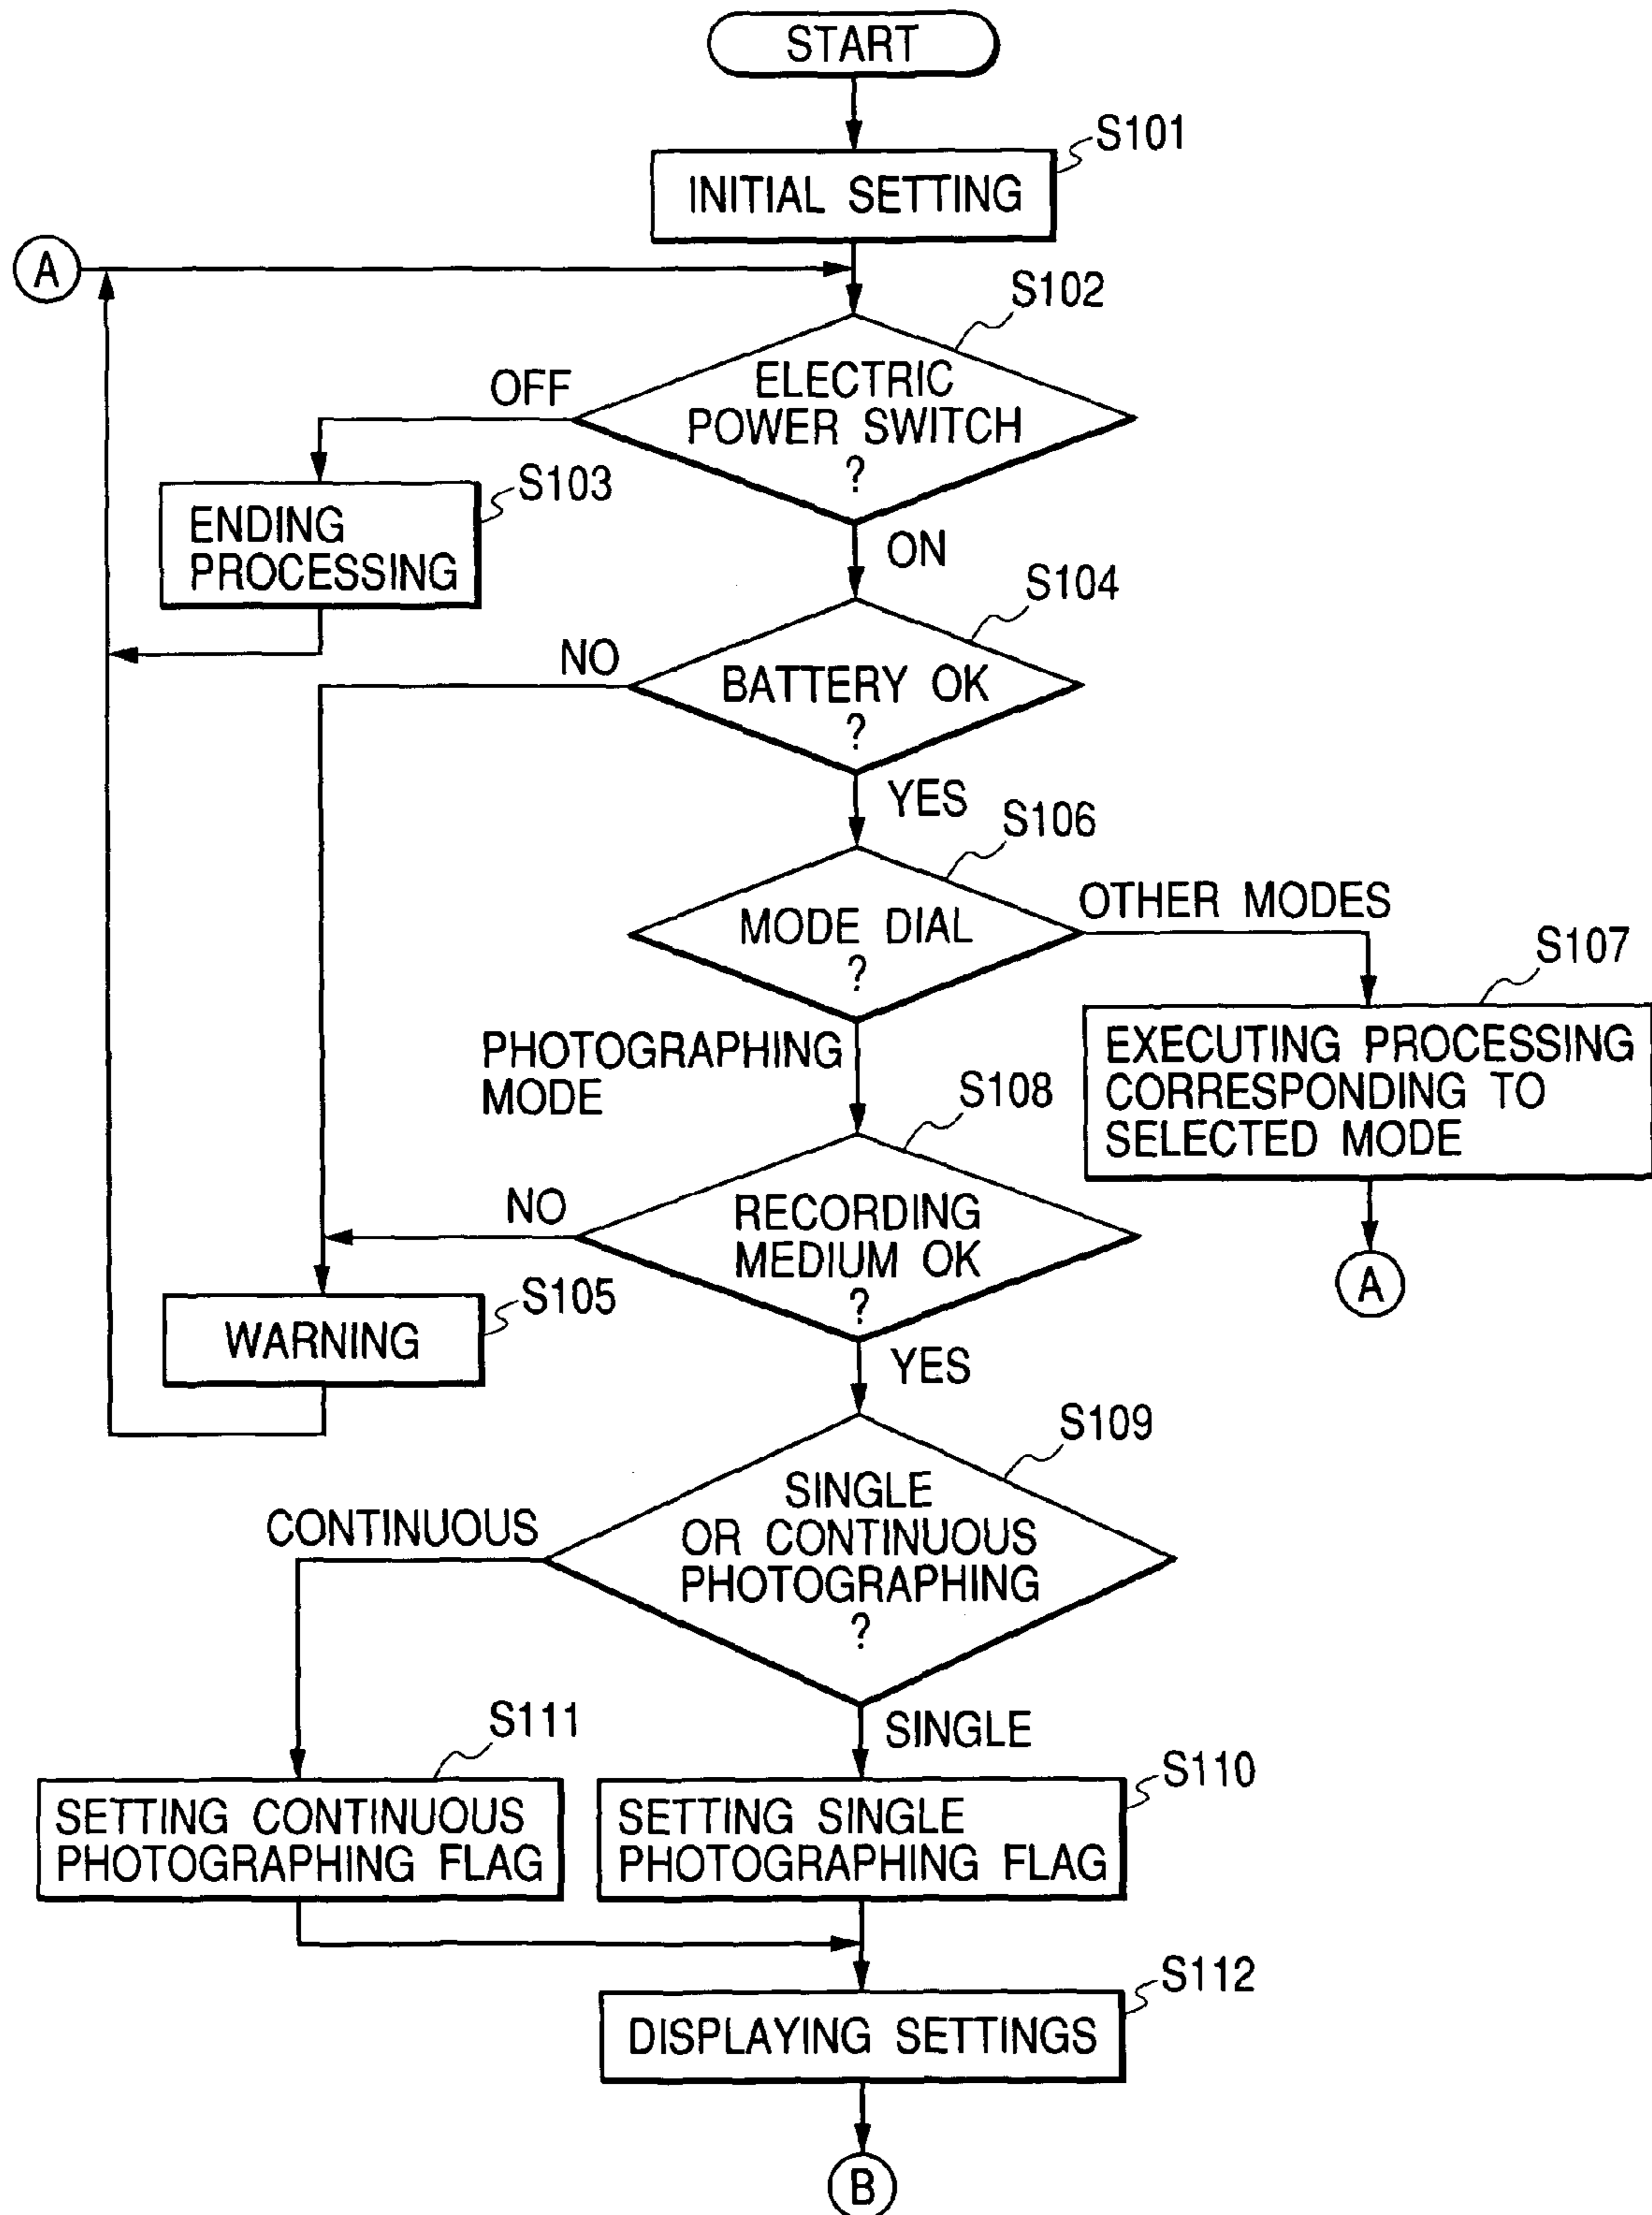 START
S101
INITIAL SETTING
A
S102
ELECTRIC
POWER SWITCH
?
OFF
S103
ENDING
PROCESSING
ON
S104
NO
BATTERY OK
?
YES
S106
OTHER MODES
MODE DIAL
?
S107
EXECUTING PROCESSING
CORRESPONDING TO
SELECTED MODE
PHOTOGRAPHING
MODE
S108
NO
RECORDING
MEDIUM OK
?
A
S105
WARNING
YES
S109
SINGLE
OR CONTINUOUS
PHOTOGRAPHING
?
CONTINUOUS
SINGLE
S111
S110
SETTING CONTINUOUS
PHOTOGRAPHING FLAG
SETTING SINGLE
PHOTOGRAPHING FLAG
S112
DISPLAYING SETTINGS
B